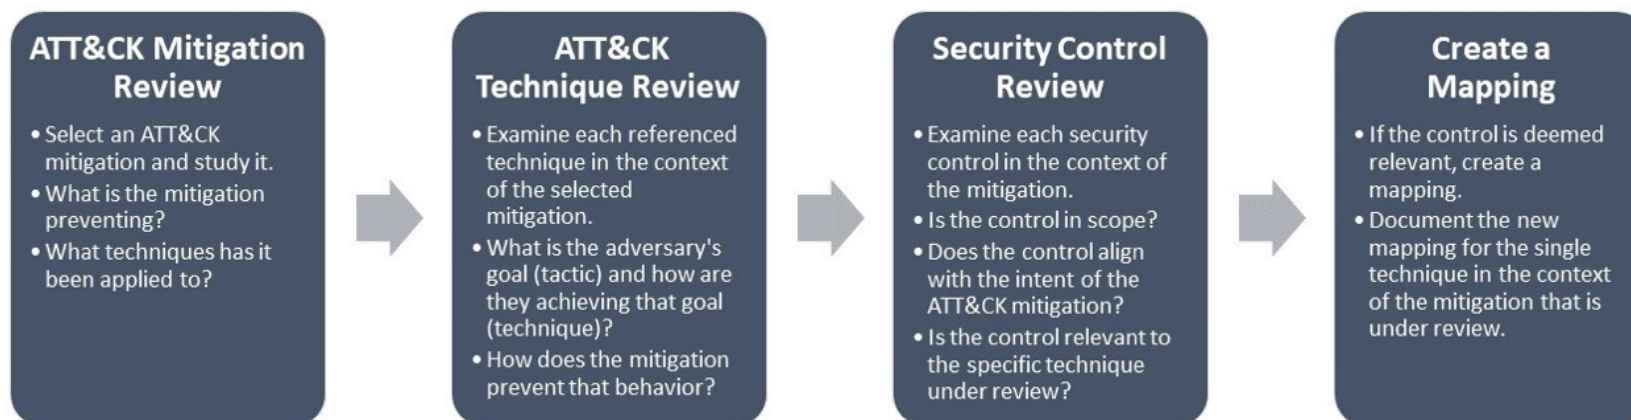 ATT&CK Mitigation
Review
• Select an ATT&CK
mitigation and study it.
• What is the mitigation
preventing?
• What techniques has it
been applied to?
ATT&CK
Technique Review
• Examine each referenced
technique in the context
of the selected
mitigation.
• What is the adversary's
goal (tactic) and how are
they achieving that goal
(technique)?
• How does the mitigation
prevent that behavior?
Security Control
Review
• Examine each security
control in the context of
the mitigation.
• Is the control in scope?
• Does the control align
with the intent of the
ATT&CK mitigation?
• Is the control relevant to
the specific technique
under review?
Create a
Mapping
• If the control is deemed
relevant, create a
mapping.
• Document the new
mapping for the single
technique in the context
of the mitigation that is
under review.